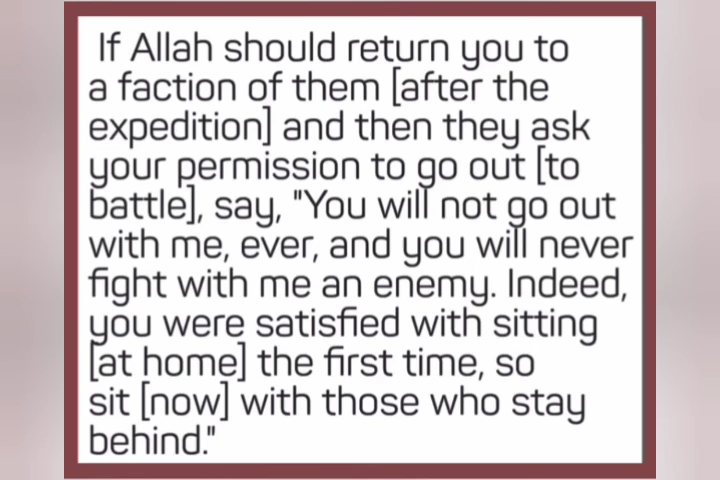 If Allah should return you to
a faction of them [after the
expedition] and then they ask
your permission to go out [to
battle], say, "You will not go out
with me, ever, and you will never
fight with me an enemy. Indeed,
you were satisfied with sitting
[at home] the first time, so
sit [now] with those who stay
behind."